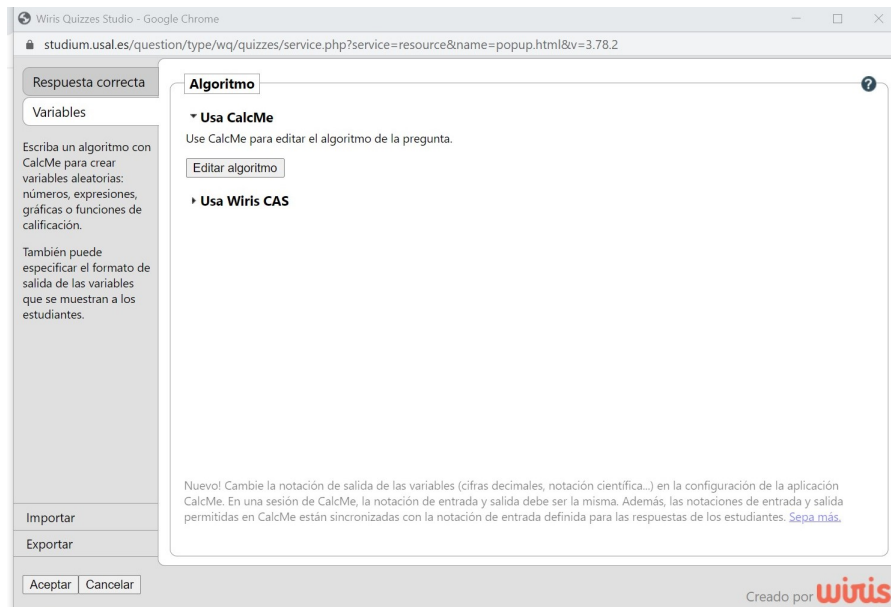 Wiris Quizzes Studio - Google Chrome
studium.usal.es/question/type/wq/quizzes/service.php?service=resource&name=popup.html&v=3.78.2
Respuesta correcta
Variables
Escriba un algoritmo con
CalcMe para crear
variables aleatorias:
números, expresiones,
gráficas o funciones de
calificación.
También puede
especificar el formato de
salida de las variables
que se muestran a los
estudiantes.
Importar
Exportar
Algoritmo
?
Usa CalcMe
Use CalcMe para editar el algoritmo de la pregunta.
Editar algoritmo
Usa Wiris CAS
Nuevo! Cambie la notación de salida de las variables (cifras decimales, notación científica...) en la configuración de la aplicación
CalcMe. En una sesión de CalcMe, la notación de entrada y salida debe ser la misma. Además, las notaciones de entrada y salida
permitidas en CalcMe están sincronizadas con la notación de entrada definida para las respuestas de los estudiantes. Sepa más.
Aceptar Cancelar
Creado por wiris